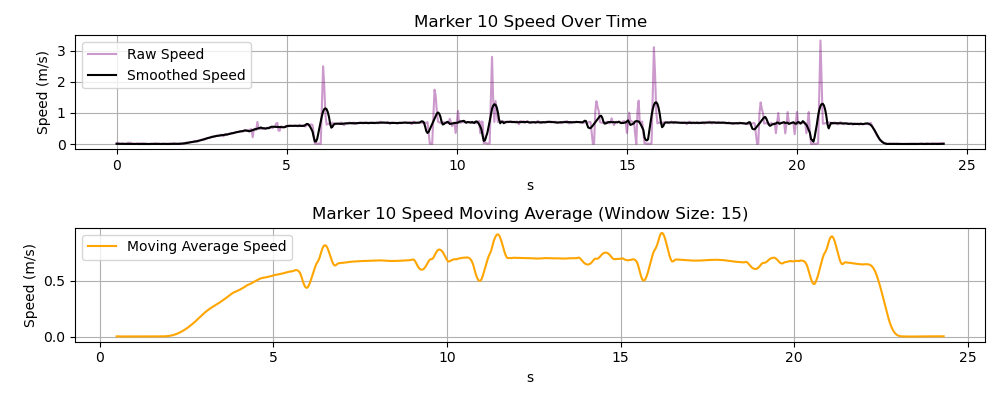 Marker 10 Speed Over Time
Speed (m/s)
3
2
1
0
Raw Speed
Smoothed Speed
0 5 10 15 20 25
s
Marker 10 Speed Moving Average (Window Size: 15)
Speed (m/s)
0.5
0.0
Moving Average Speed
0 5 10 15 20 25
s